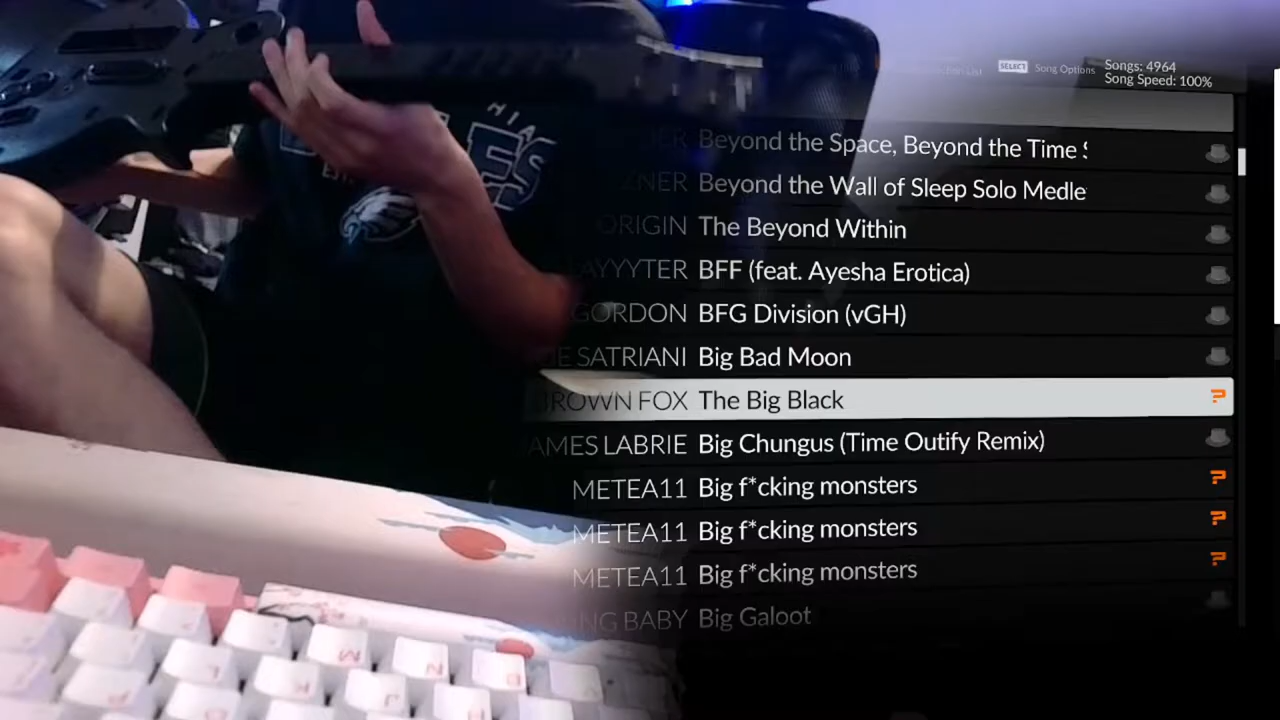 SELECT Song Options
Songs: 4964
Song Speed: 100%
Beyond the Space, Beyond the Time
Beyond the Wall of Sleep Solo Medle
ORIGIN The Beyond Within
AYYYTER BFF (feat. Ayesha Erotica)
GORDON BFG Division (vGH)
SATRIANI Big Bad Moon
BROWN FOX The Big Black
AMES LABRIE Big Chungus (Time Outify Remix)
METEA11 Big f*cking monsters
METEA11 Big f*cking monsters
METEA11 Big f*cking monsters
BABY Big Galoot